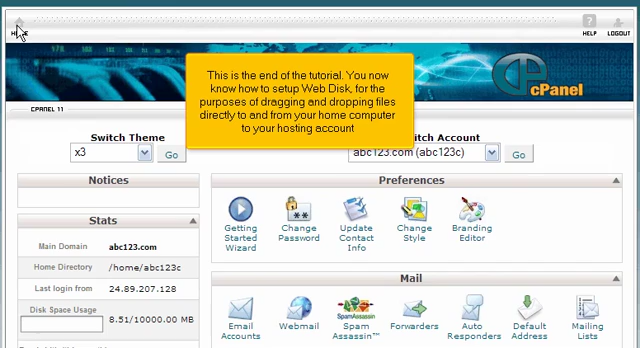 HOME
HELP
LOGOUT
cPanel
CPANEL 11
This is the end of the tutorial. You now
know how to setup Web Disk, for the
purposes of dragging and dropping files
directly to and from your home computer
to your hosting account
Switch Theme
x3
Go
tch Account
abc123.com (abc123c)
Go
Notices
Stats
Main Domain abc123.com
Home Directory /home/abc123c
Last login from 24.89.207.128
Disk Space Usage
8.51/10000.00 MB
Preferences
Getting
Started
Wizard
Change
Password
Update
Contact
Info
Change
Style
Branding
Editor
Mail
Email
Accounts
Webmail
SpamAssassin
Spam
Assassin™
Forwarders
Auto
Responders
Default
Address
Mailing
Lists